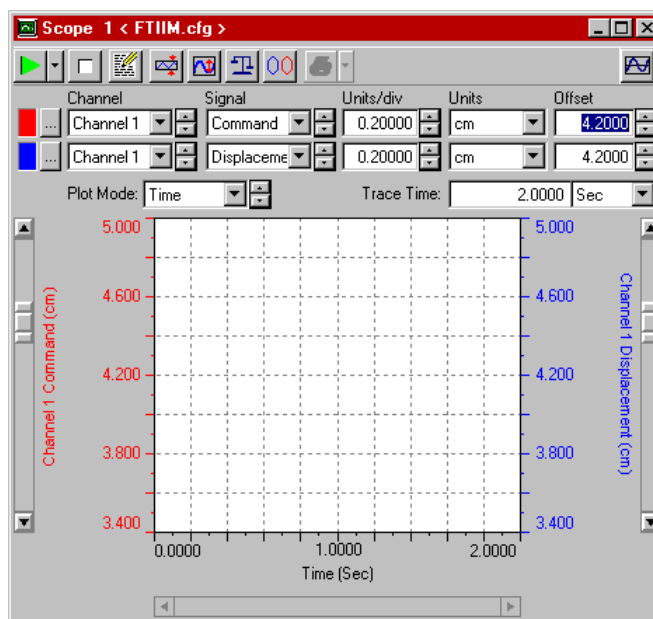 Scope 1 < FTIIM.cfg >
Channel Signal Units/div Units Offset
... Channel 1 Command 0.20000 cm 4.2000
... Channel 1 Displaceme 0.20000 cm 4.2000
Plot Mode: Time Trace Time: 2.0000 Sec
5.000 5.000
4.600 4.600
4.200 4.200
3.800 3.800
3.400 3.400
Channel 1 Command (cm)
Channel 1 Displacement (cm)
0.0000 1.0000 2.0000
Time (Sec)